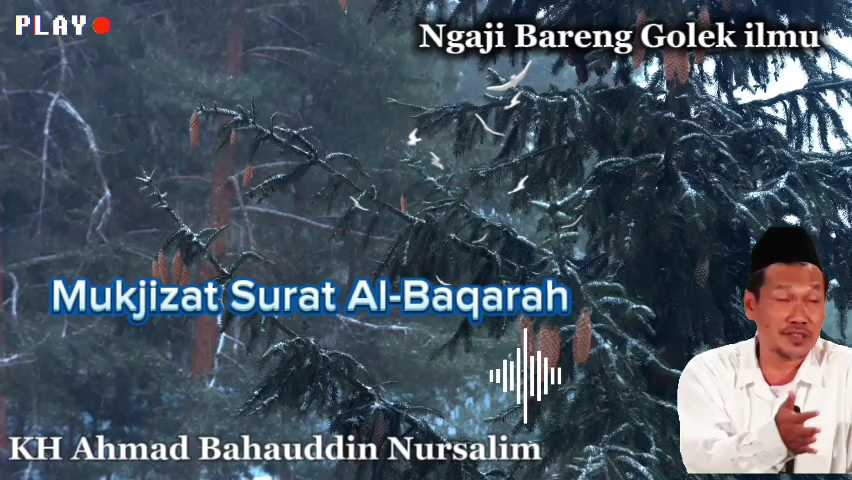 PLAY
Ngaji Bareng Golek ilmu
Mukjizat Surat Al-Baqarah
KH Ahmad Bahauddin Nursalim